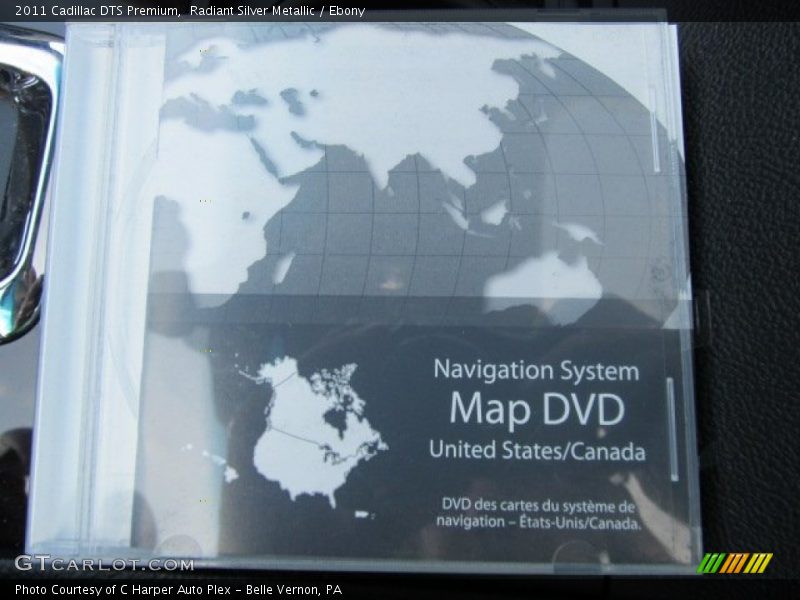 2011 Cadillac DTS Premium,  Radiant Silver Metallic / Ebony
Navigation System
Map DVD
United States/Canada
DVD des cartes du système de
navigation – États-Unis/Canada.
GTCARLOT.COM
Photo Courtesy of C Harper Auto Plex - Belle Vernon, PA